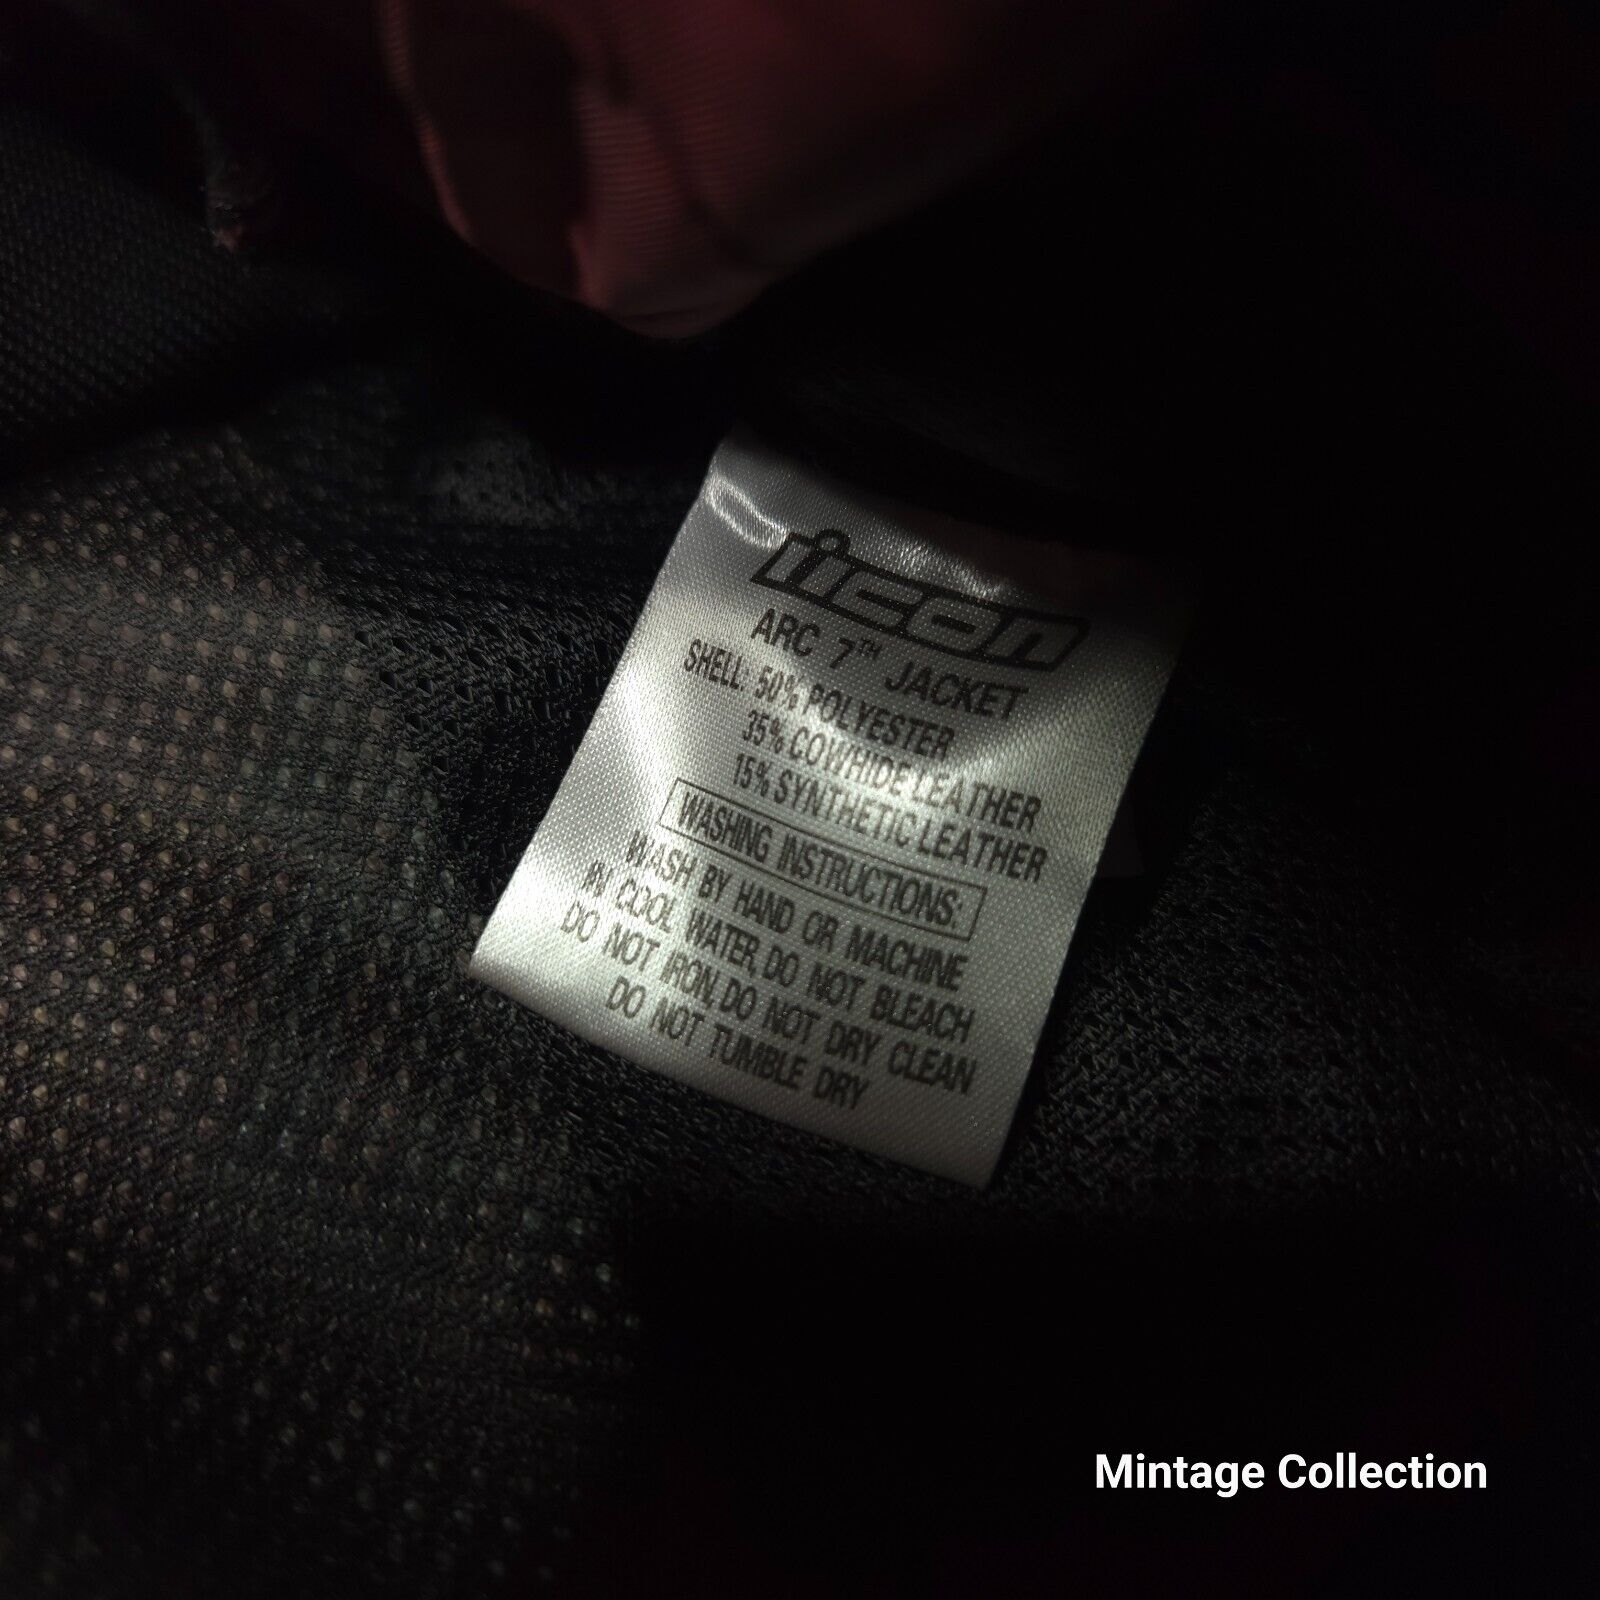 icon
ARC 7TH JACKET
SHELL: 50% POLYESTER
35% COWHIDE LEATHER
15% SYNTHETIC LEATHER
WASHING INSTRUCTIONS:
WASH BY HAND OR MACHINE
IN COOL WATER, DO NOT BLEACH
DO NOT IRON, DO NOT DRY CLEAN
DO NOT TUMBLE DRY
Mintage Collection